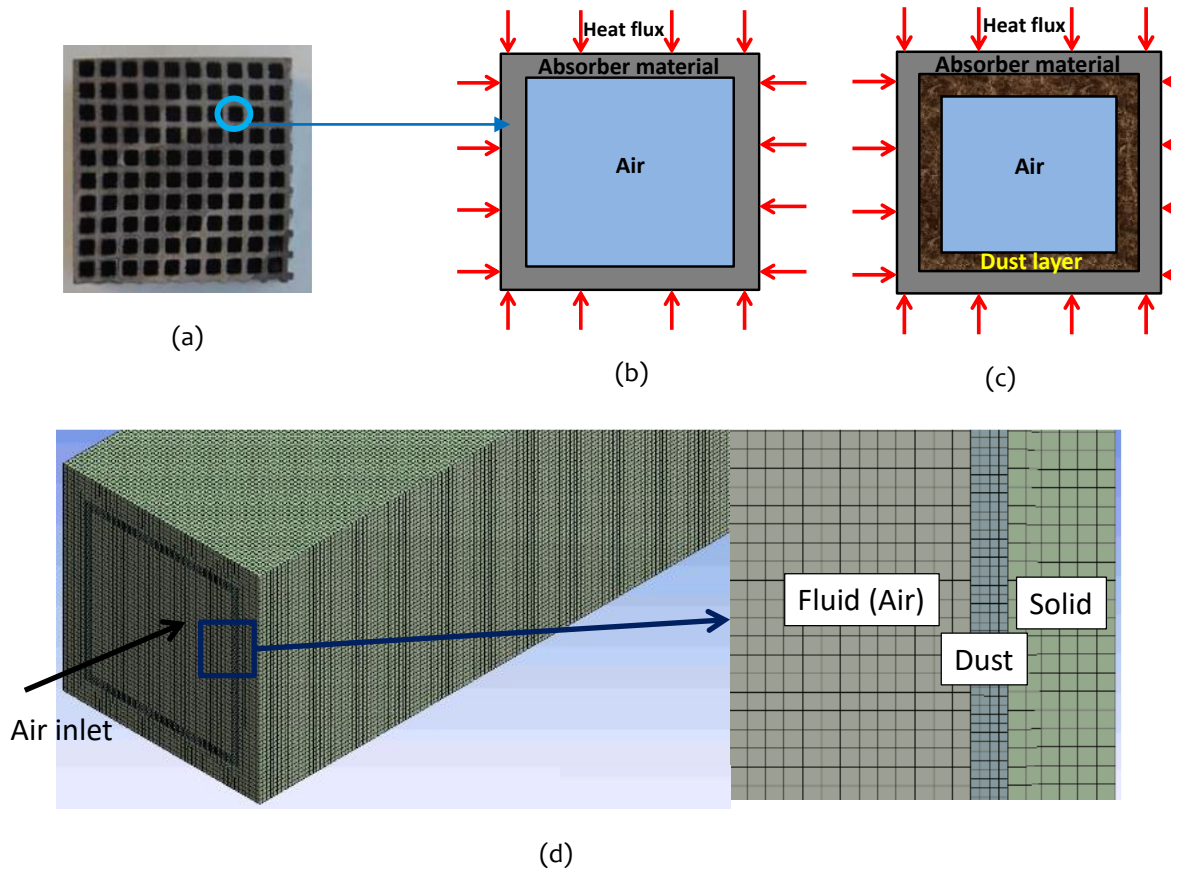 Heat flux
Absorber material
Air
(b)
Heat flux
Absorber material
Air
Dust layer
(c)
(a)
Air inlet
Fluid (Air)
Solid
Dust
(d)